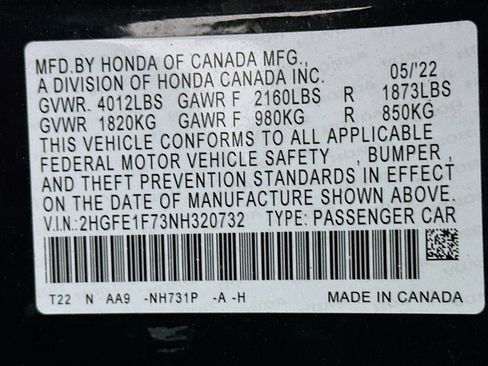 MFD.BY HONDA OF CANADA MFG.,
A DIVISION OF HONDA CANADA INC. 05/'22
GVWR. 4012LBS GAWR F 2160LBS R 1873LBS
GVWR 1820KG GAWR F 980KG R 850KG
THIS VEHICLE CONFORMS TO ALL APPLICABLE
FEDERAL MOTOR VEHICLE SAFETY , BUMPER ,
AND THEFT PREVENTION STANDARDS IN EFFECT
ON THE DATE OF MANUFACTURE SHOWN ABOVE.
V.I.N:2HGFE1F73NH320732 TYPE: PASSENGER CAR
T22 N AA9 -NH731P -A -H MADE IN CANADA